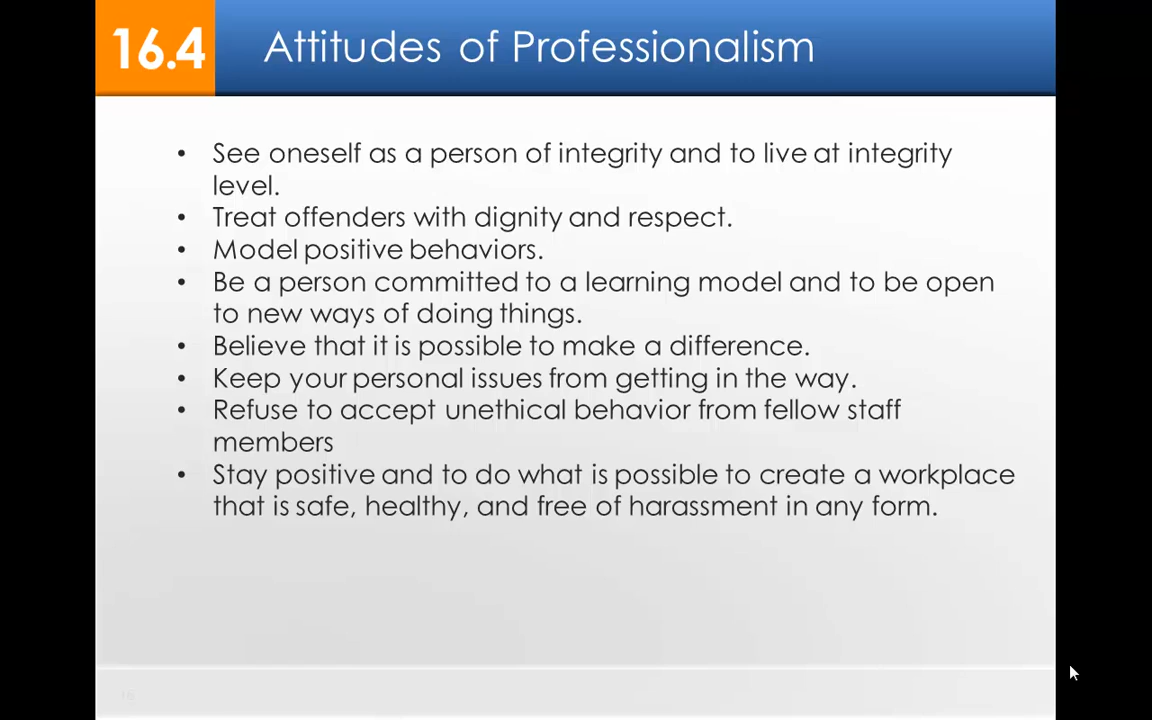 16.4
Attitudes of Professionalism
• See oneself as a person of integrity and to live at integrity
level.
• Treat offenders with dignity and respect.
• Model positive behaviors.
• Be a person committed to a learning model and to be open
to new ways of doing things.
• Believe that it is possible to make a difference.
• Keep your personal issues from getting in the way.
• Refuse to accept unethical behavior from fellow staff
members
• Stay positive and to do what is possible to create a workplace
that is safe, healthy, and free of harassment in any form.